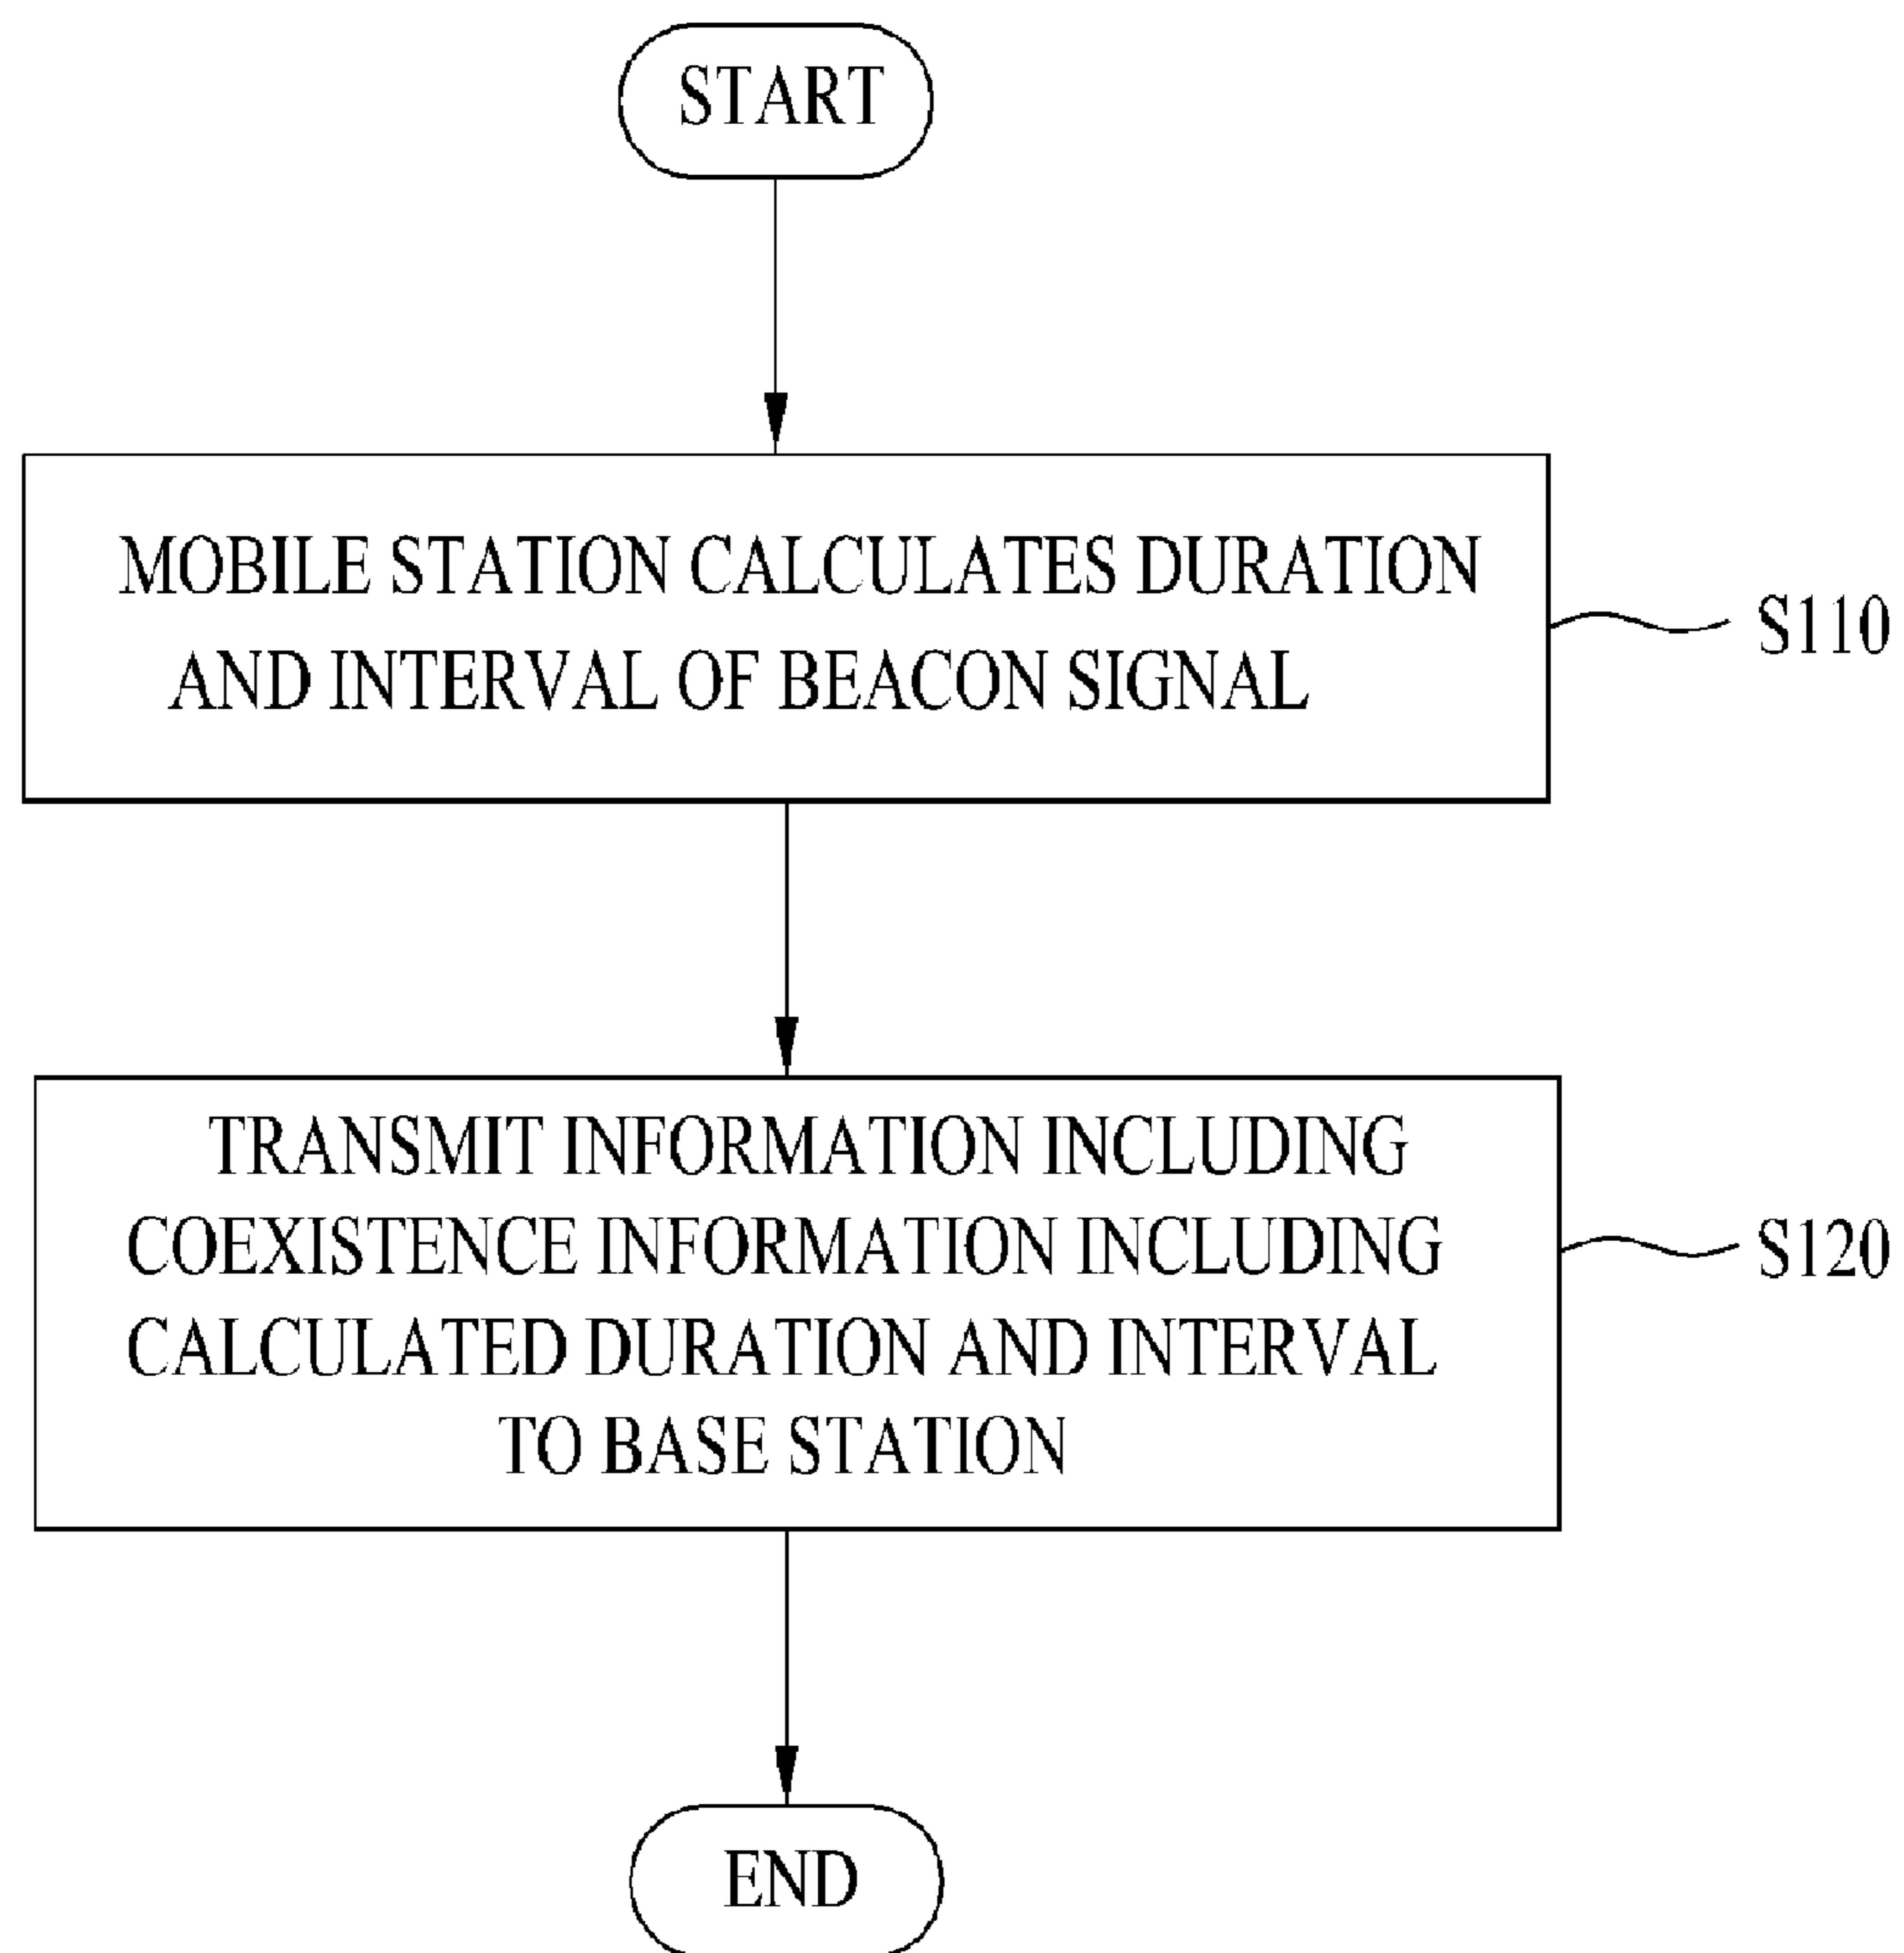 START
MOBILE STATION CALCULATES DURATION
AND INTERVAL OF BEACON SIGNAL
S110
TRANSMIT INFORMATION INCLUDING
COEXISTENCE INFORMATION INCLUDING
CALCULATED DURATION AND INTERVAL
TO BASE STATION
S120
END